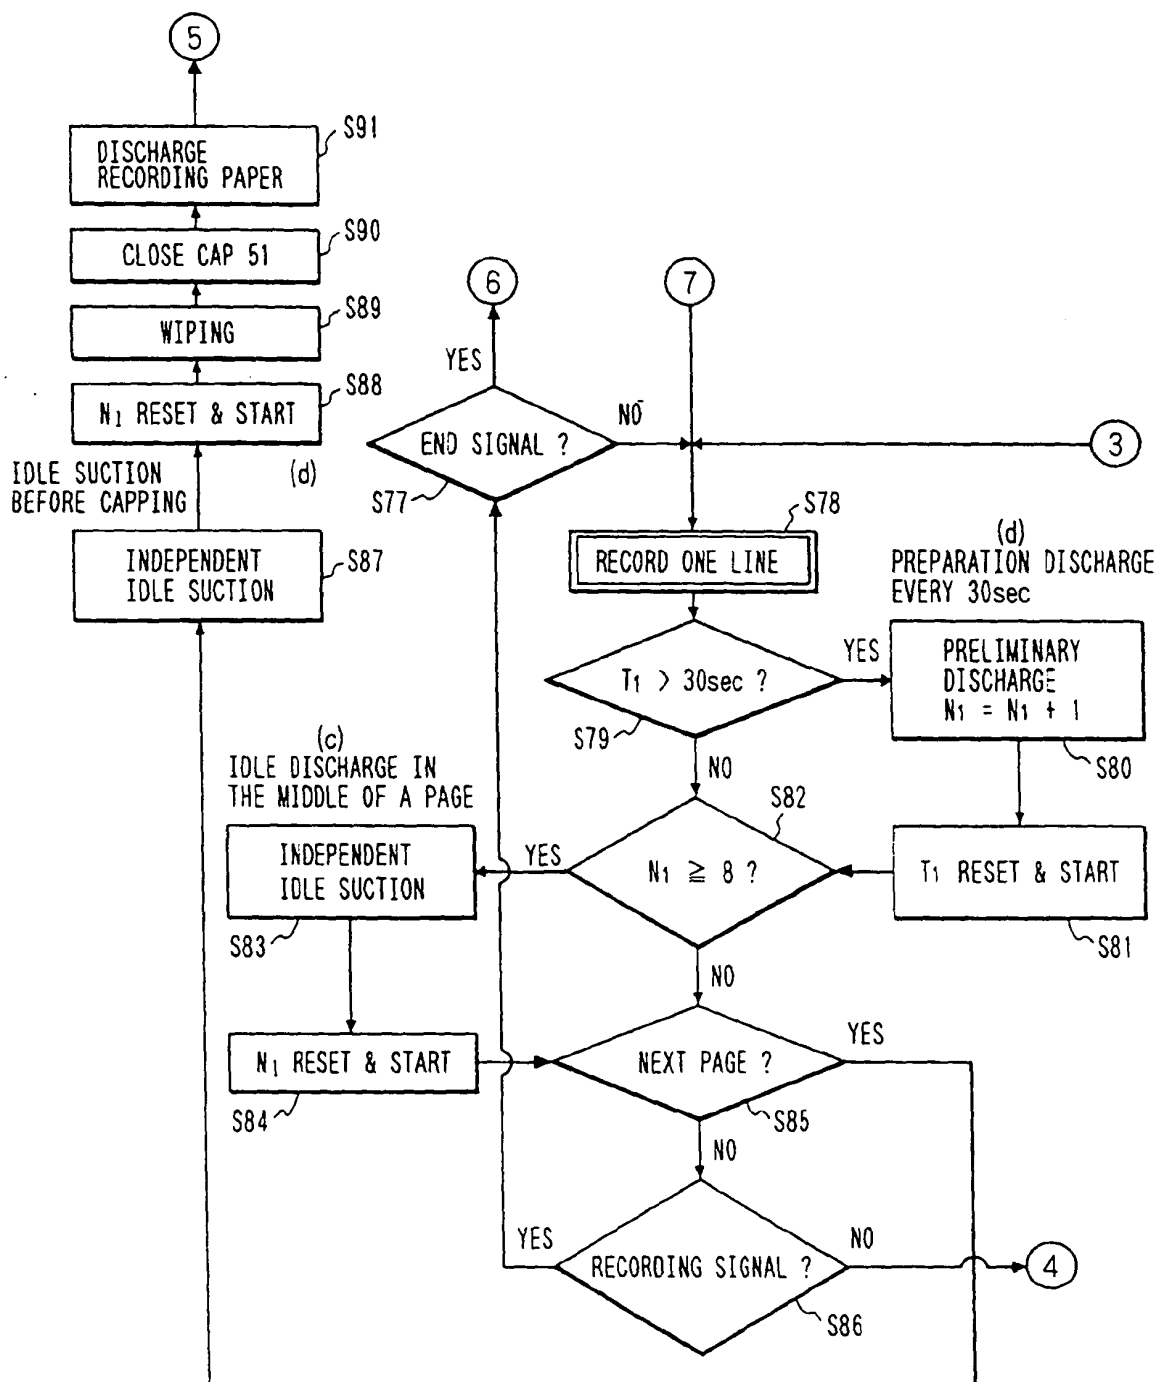 5
DISCHARGE
RECORDING PAPER
S91
CLOSE CAP 51
S90
WIPING
S89
N1 RESET & START
S88
IDLE SUCTION
BEFORE CAPPING
(d)
INDEPENDENT
IDLE SUCTION
S87
6
7
YES
END SIGNAL ?
NO
S77
3
S78
RECORD ONE LINE
(d)
PREPARATION DISCHARGE
EVERY 30sec
T1 > 30sec ?
YES
S79
NO
PRELIMINARY
DISCHARGE
N1 = N1 + 1
S80
(c)
IDLE DISCHARGE IN
THE MIDDLE OF A PAGE
S82
INDEPENDENT
IDLE SUCTION
YES
N1 ≧ 8 ?
T1 RESET & START
S83
S81
NO
N1 RESET & START
S84
NEXT PAGE ?
YES
S85
NO
YES
RECORDING SIGNAL ?
NO
4
S86